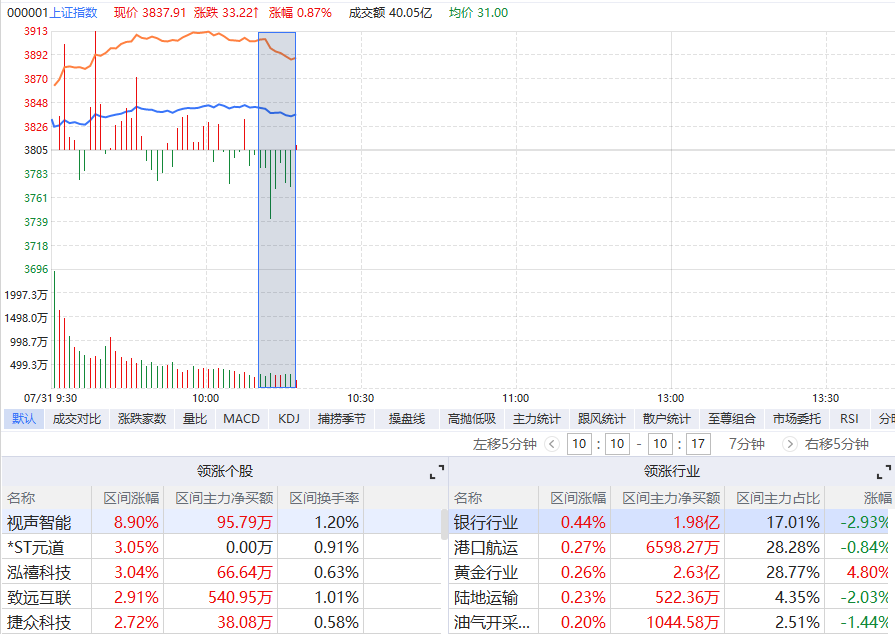 000001上证指数 现价 3837.91 涨跌 33.22↑ 涨幅 0.87% 成交额 40.05亿 均价 31.00
3913
3892
3870
3848
3826
3805
3783
3761
3739
3718
3696
1997.3万
1498.0万
998.7万
499.3万
07/31 9:30 10:00 10:30 11:00 13:00 13:30
默认 成交对比 涨跌家数 量比 MACD KDJ 捕捞季节 操盘线 高抛低吸 主力统计 跟风统计 散户统计 至尊组合 市场委托 RSI 分时
左移5分钟 < 10 : 10 - 10 : 17 7分钟 > 右移5分钟
领涨个股 领涨行业
名称 区间涨幅 区间主力净买额 区间换手率 名称 区间涨幅 区间主力净买额 区间主力占比 涨幅
视声智能 8.90% 95.79万 1.20% 银行行业 0.44% 1.98亿 17.01% -2.93%
*ST元道 3.05% 0.00万 0.91% 港口航运 0.27% 6598.27万 28.28% -0.84%
泓禧科技 3.04% 66.64万 0.63% 黄金行业 0.26% 2.63亿 28.77% 4.80%
致远互联 2.91% 540.95万 1.01% 陆地运输 0.23% 522.36万 4.35% -2.03%
捷众科技 2.72% 38.08万 0.58% 油气开采... 0.20% 1044.58万 2.51% -1.44%